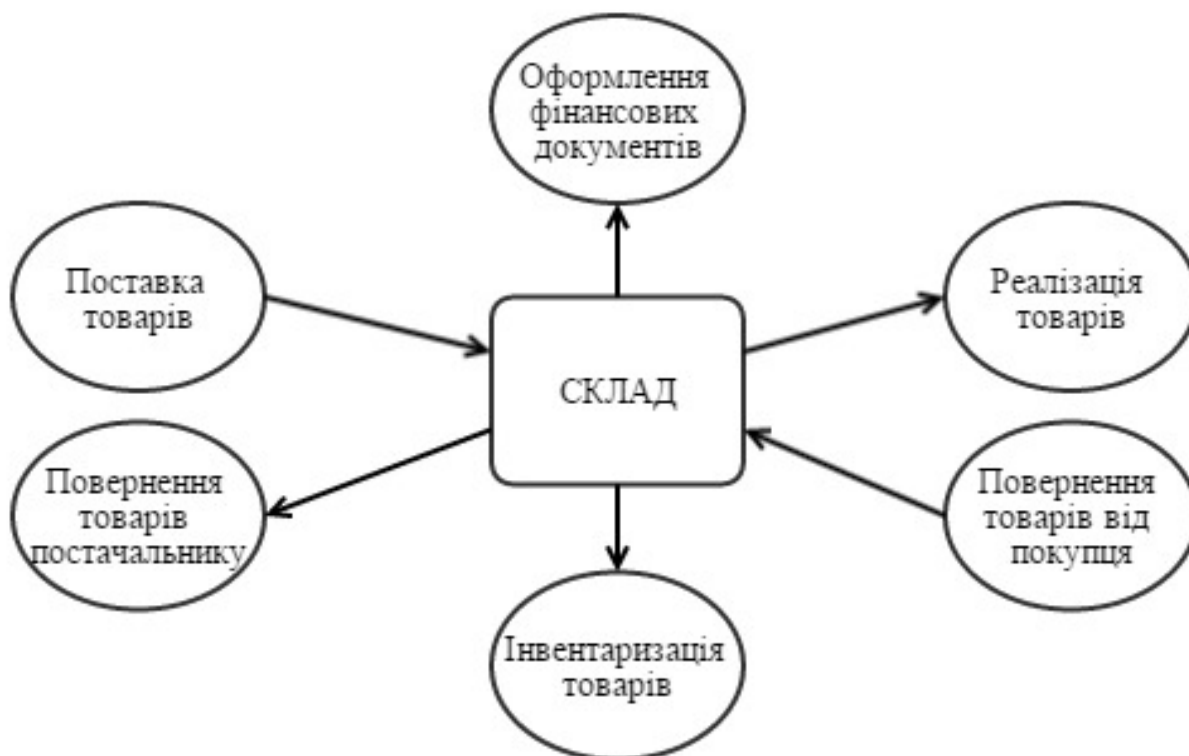 Оформлення
фінансових
документів
Поставка
товарів
Реалізація
товарів
СКЛАД
Повернення
товарів
постачальнику
Повернення
товарів від
покупця
Інвентаризація
товарів